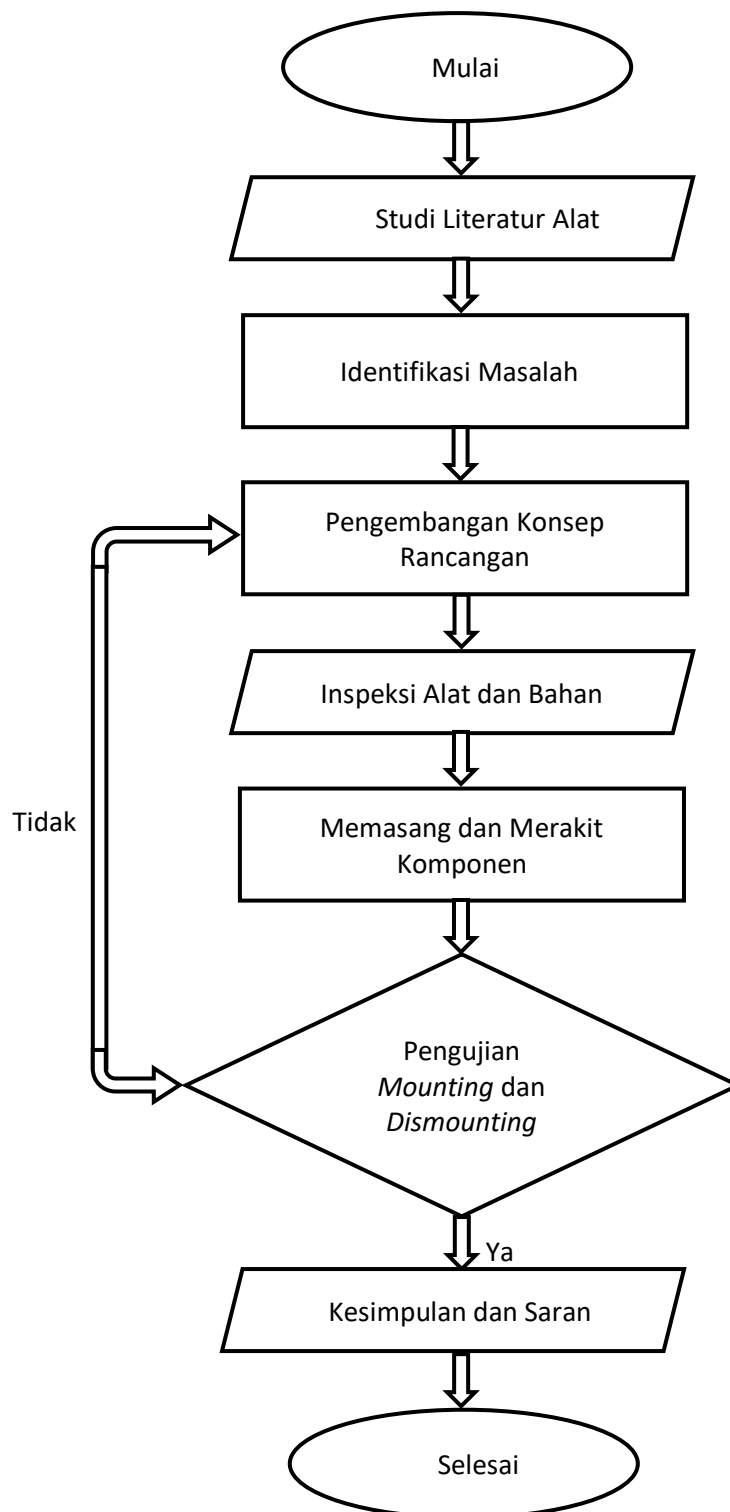 Mulai
Studi Literatur Alat
Identifikasi Masalah
Pengembangan Konsep
Rancangan
Inspeksi Alat dan Bahan
Memasang dan Merakit
Komponen
Tidak
Pengujian
Mounting dan
Dismounting
Ya
Kesimpulan dan Saran
Selesai